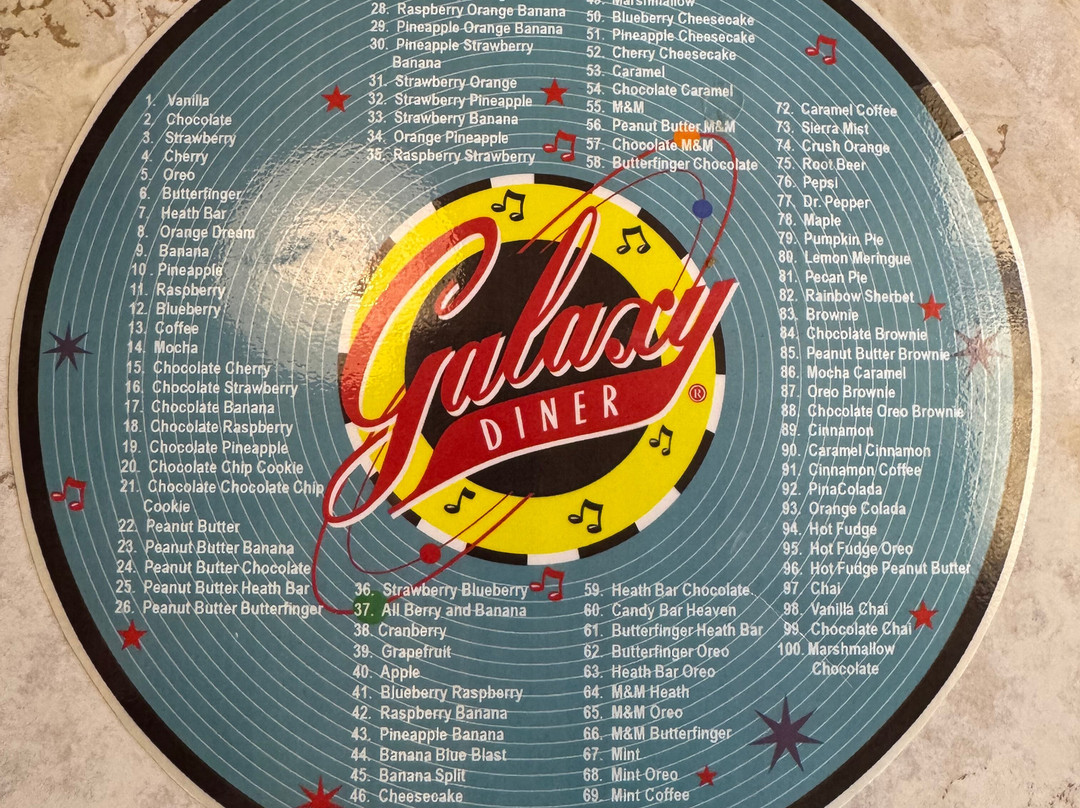 1. Vanilla
2. Chocolate
3. Strawberry
4. Cherry
5. Oreo
6. Butterfinger
7. Heath Bar
8. Orange Dream
9. Banana
10. Pineapple
11. Raspberry
12. Blueberry
13. Coffee
14. Mocha
15. Chocolate Cherry
16. Chocolate Strawberry
17. Chocolate Banana
18. Chocolate Raspberry
19. Chocolate Pineapple
20. Chocolate Chip Cookie
21. Chocolate Chocolate Chip
Cookie
22. Peanut Butter
23. Peanut Butter Banana
24. Peanut Butter Chocolate
25. Peanut Butter Heath Bar
26. Peanut Butter Butterfinger
28. Raspberry Orange Banana
29. Pineapple Orange Banana
30. Pineapple Strawberry
Banana
31. Strawberry Orange
32. Strawberry Pineapple
33. Strawberry Banana
34. Orange Pineapple
35. Raspberry Strawberry
Galaxy
DINER
®
36. Strawberry Blueberry
37. All Berry and Banana
38. Cranberry
39. Grapefruit
40. Apple
41. Blueberry Raspberry
42. Raspberry Banana
43. Pineapple Banana
44. Banana Blue Blast
45. Banana Split
46. Cheesecake
49. Marshmallow
50. Blueberry Cheesecake
51. Pineapple Cheesecake
52. Cherry Cheesecake
53. Caramel
54. Chocolate Caramel
55. M&M
56. Peanut Butter M&M
57. Chocolate M&M
58. Butterfinger Chocolate
59. Heath Bar Chocolate
60. Candy Bar Heaven
61. Butterfinger Heath Bar
62. Butterfinger Oreo
63. Heath Bar Oreo
64. M&M Heath
65. M&M Oreo
66. M&M Butterfinger
67. Mint
68. Mint Oreo
69. Mint Coffee
72. Caramel Coffee
73. Sierra Mist
74. Crush Orange
75. Root Beer
76. Pepsi
77. Dr. Pepper
78. Maple
79. Pumpkin Pie
80. Lemon Meringue
81. Pecan Pie
82. Rainbow Sherbet
83. Brownie
84. Chocolate Brownie
85. Peanut Butter Brownie
86. Mocha Caramel
87. Oreo Brownie
88. Chocolate Oreo Brownie
89. Cinnamon
90. Caramel Cinnamon
91. Cinnamon Coffee
92. PinaColada
93. Orange Colada
94. Hot Fudge
95. Hot Fudge Oreo
96. Hot Fudge Peanut Butter
97. Chai
98. Vanilla Chai
99. Chocolate Chai
100. Marshmallow
Chocolate